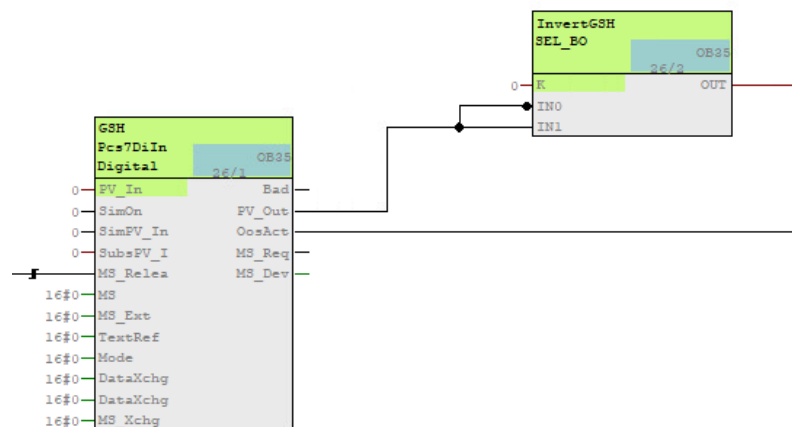 InvertGSH
SEL_BO
OB35
26/2
0 K OUT
IN0
IN1
GSH
Pcs7DiIn
Digital
OB35
26/1
0 PV_In Bad
0 SimOn PV_Out
0 SimPV_In OosAct
0 SubsPV_I MS_Req
MS_Relea MS_Dev
16#0 MS
16#0 MS_Ext
16#0 TextRef
16#0 Mode
16#0 DataXchg
16#0 DataXchg
16#0 MS_Xchg